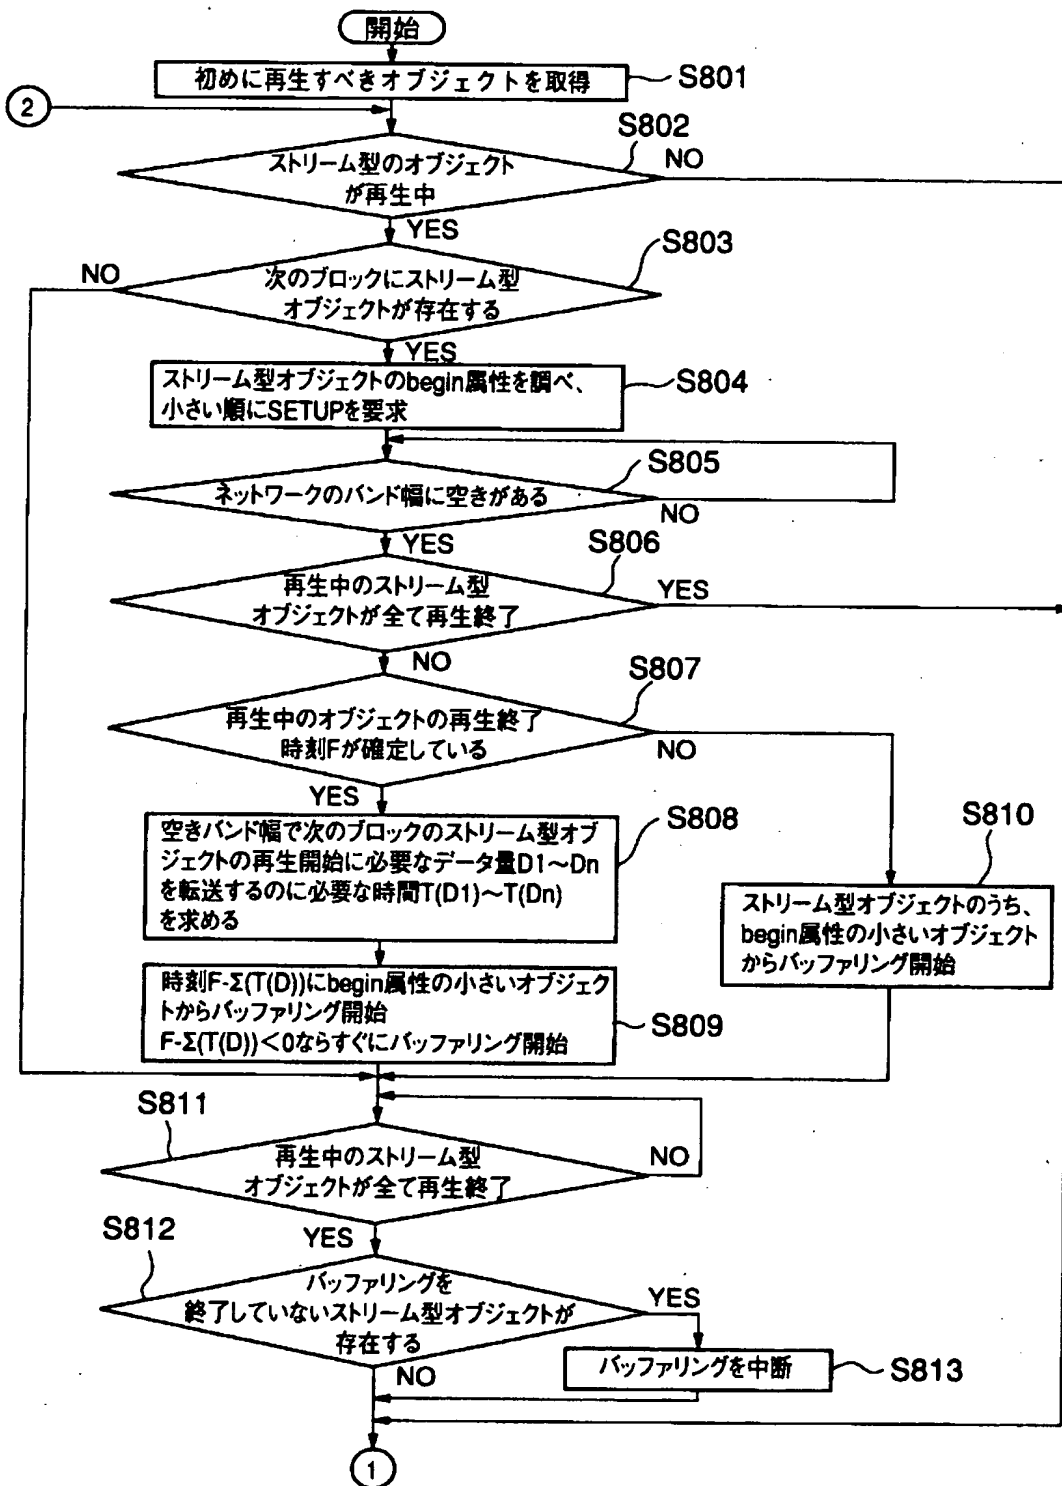 開始
初めに再生すべきオブジェクトを取得
S801
2
S802
ストリーム型のオブジェクト
が再生中
NO
YES
S803
次のブロックにストリーム型
オブジェクトが存在する
NO
YES
ストリーム型オブジェクトのbegin属性を調べ、
小さい順にSETUPを要求
S804
S805
ネットワークのバンド幅に空きがある
NO
YES
S806
再生中のストリーム型
オブジェクトが全て再生終了
YES
NO
S807
再生中のオブジェクトの再生終了
時刻Fが確定している
NO
YES
空きバンド幅で次のブロックのストリーム型オブ
ジェクトの再生開始に必要なデータ量D1～Dn
を転送するのに必要な時間T(D1)～T(Dn)
を求める
S808
S810
ストリーム型オブジェクトのうち、
begin属性の小さいオブジェクト
からバッファリング開始
時刻F-Σ(T(D))にbegin属性の小さいオブジェク
トからバッファリング開始
F-Σ(T(D))<0ならすぐにバッファリング開始
S809
S811
再生中のストリーム型
オブジェクトが全て再生終了
NO
YES
S812
バッファリングを
終了していないストリーム型オブジェクトが
存在する
YES
NO
バッファリングを中断
S813
1